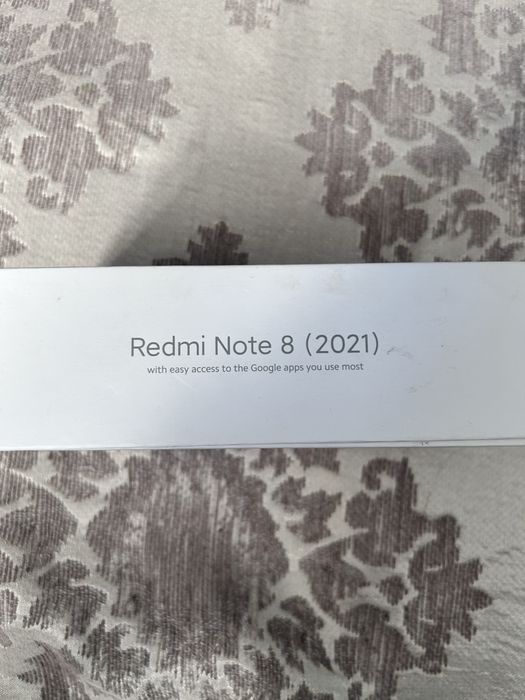 Redmi Note 8 (2021)
with easy access to the Google apps you use most